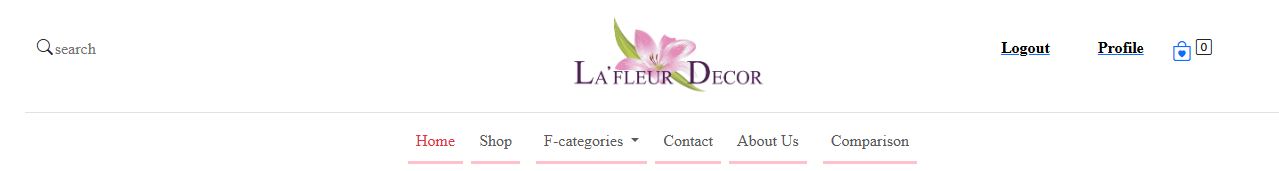 search
LA'FLEUR DECOR
Logout Profile 0
Home Shop F-categories Contact About Us Comparison